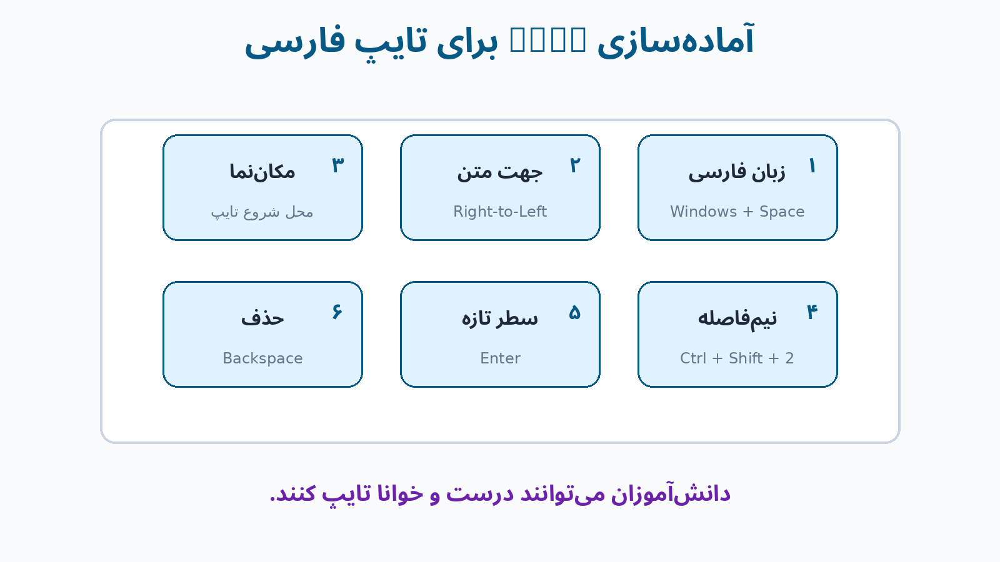 آماده‌سازی برای تایپ فارسی
۱
زبان فارسی
Windows + Space
۲
جهت متن
Right-to-Left
۳
مکان‌نما
محل شروع تایپ
۴
نیم‌فاصله
Ctrl + Shift + 2
۵
سطر تازه
Enter
۶
حذف
Backspace
دانش‌آموزان می‌توانند درست و خوانا تایپ کنند.